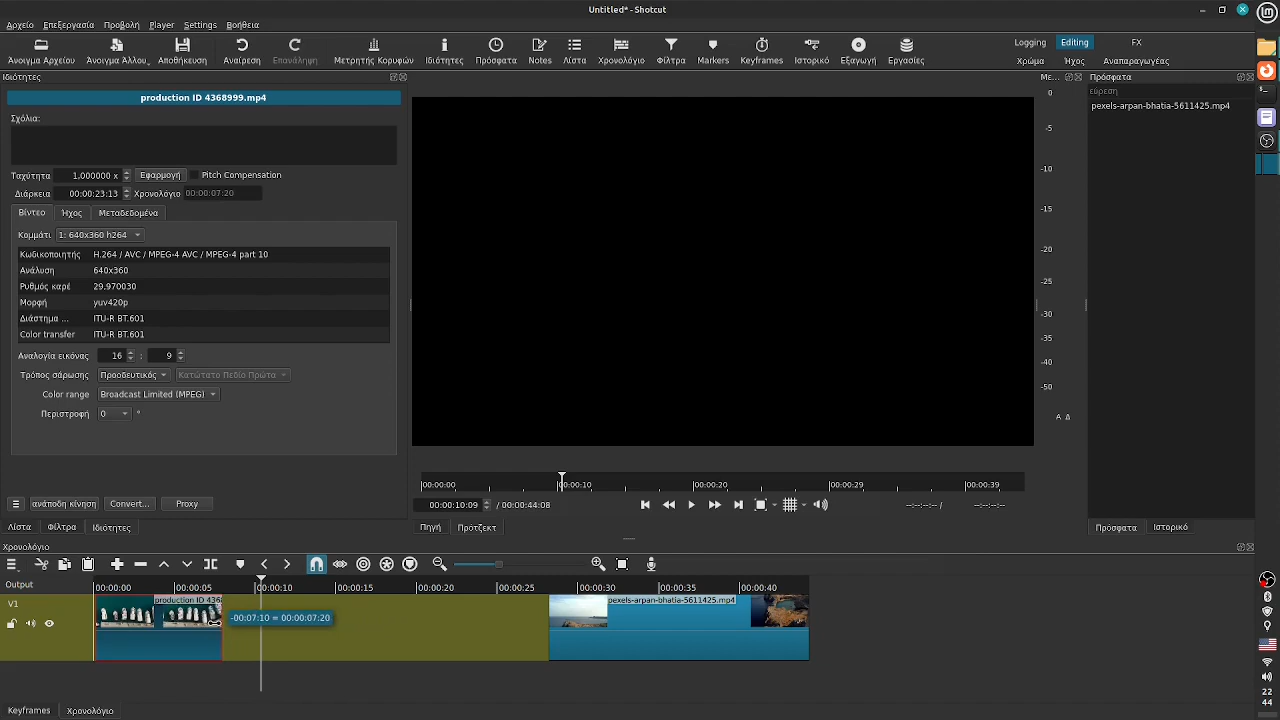 Untitled* - Shotcut
Αρχείο Επεξεργασία Προβολή Player Settings Βοήθεια
Άνοιγμα Αρχείου Άνοιγμα Άλλου... Αποθήκευση Αναίρεση Επανάληψη Μετρητής Κορυφών Ιδιότητες Πρόσφατα Notes Λίστα Χρονολόγιο Φίλτρα Markers Keyframes Ιστορικό Εξαγωγή Εργασίες
Logging Editing FX
Χρώμα Ήχος Αναπαραγωγέας
Ιδιότητες
Με...
Πρόσφατα
production ID 4368999.mp4
Σχόλια:
Ταχύτητα 1,000000 x Εφαρμογή Pitch Compensation
Διάρκεια 00:00:23:13 Χρονολόγιο 00:00:07:20
Βίντεο Ήχος Μεταδεδομένα
Κομμάτι 1: 640x360 h264
Κωδικοποιητής H.264 / AVC / MPEG-4 AVC / MPEG-4 part 10
Ανάλυση 640x360
Ρυθμός καρέ 29.970030
Μορφή yuv420p
Διάστημα ... ITU-R BT.601
Color transfer ITU-R BT.601
Αναλογία εικόνας 16 : 9
Τρόπος σάρωσης Προοδευτικός Κατώτατο Πεδίο Πρώτα
Color range Broadcast Limited (MPEG)
Περιστροφή 0 °
ανάποδη κίνηση Convert... Proxy
Λίστα Φίλτρα Ιδιότητες
0
-5
-10
-15
-20
-25
-30
-35
-40
-50
Α Δ
εύρεση
pexels-arpan-bhatia-5611425.mp4
00:00:00 00:00:10 00:00:20 00:00:29 00:00:39
00:00:10:09 / 00:00:44:08 --:--:--:-- / --:--:--:--
Πηγή Πρότζεκτ
Πρόσφατα Ιστορικό
Χρονολόγιο
Output 00:00:00 00:00:05 00:00:10 00:00:15 00:00:20 00:00:25 00:00:30 00:00:35 00:00:40
V1
production ID 4368
-00:07:10 = 00:00:07:20
pexels-arpan-bhatia-5611425.mp4
Keyframes Χρονολόγιο
22
44